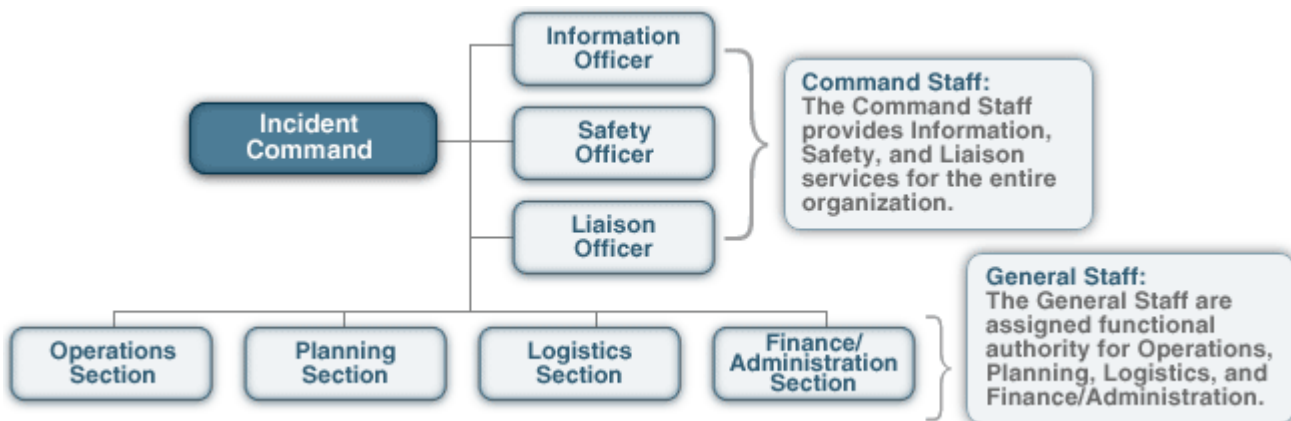 Information
Officer
Incident
Command
Safety
Officer
Liaison
Officer
Command Staff:
The Command Staff
provides Information,
Safety, and Liaison
services for the entire
organization.
Operations
Section
Planning
Section
Logistics
Section
Finance/
Administration
Section
General Staff:
The General Staff are
assigned functional
authority for Operations,
Planning, Logistics, and
Finance/Administration.